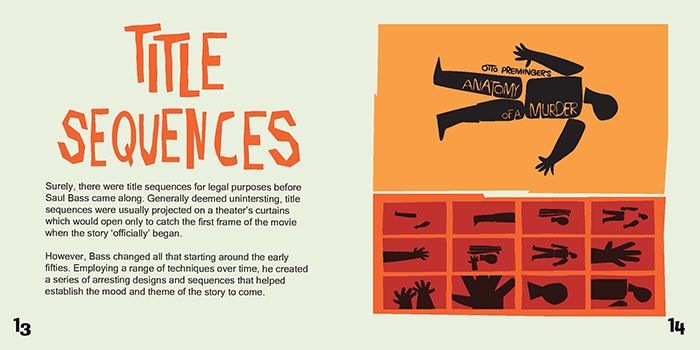 TITLE
SEQUENCES
Surely, there were title sequences for legal purposes before
Saul Bass came along. Generally deemed unintersting, title
sequences were usually projected on a theater's curtains
which would open only to catch the first frame of the movie
when the story 'officially' began.
However, Bass changed all that starting around the early
fifties. Employing a range of techniques over time, he created
a series of arresting designs and sequences that helped
establish the mood and theme of the story to come.
13
OTTO PREMINGER'S
ANATOMY
OF A MURDER
14